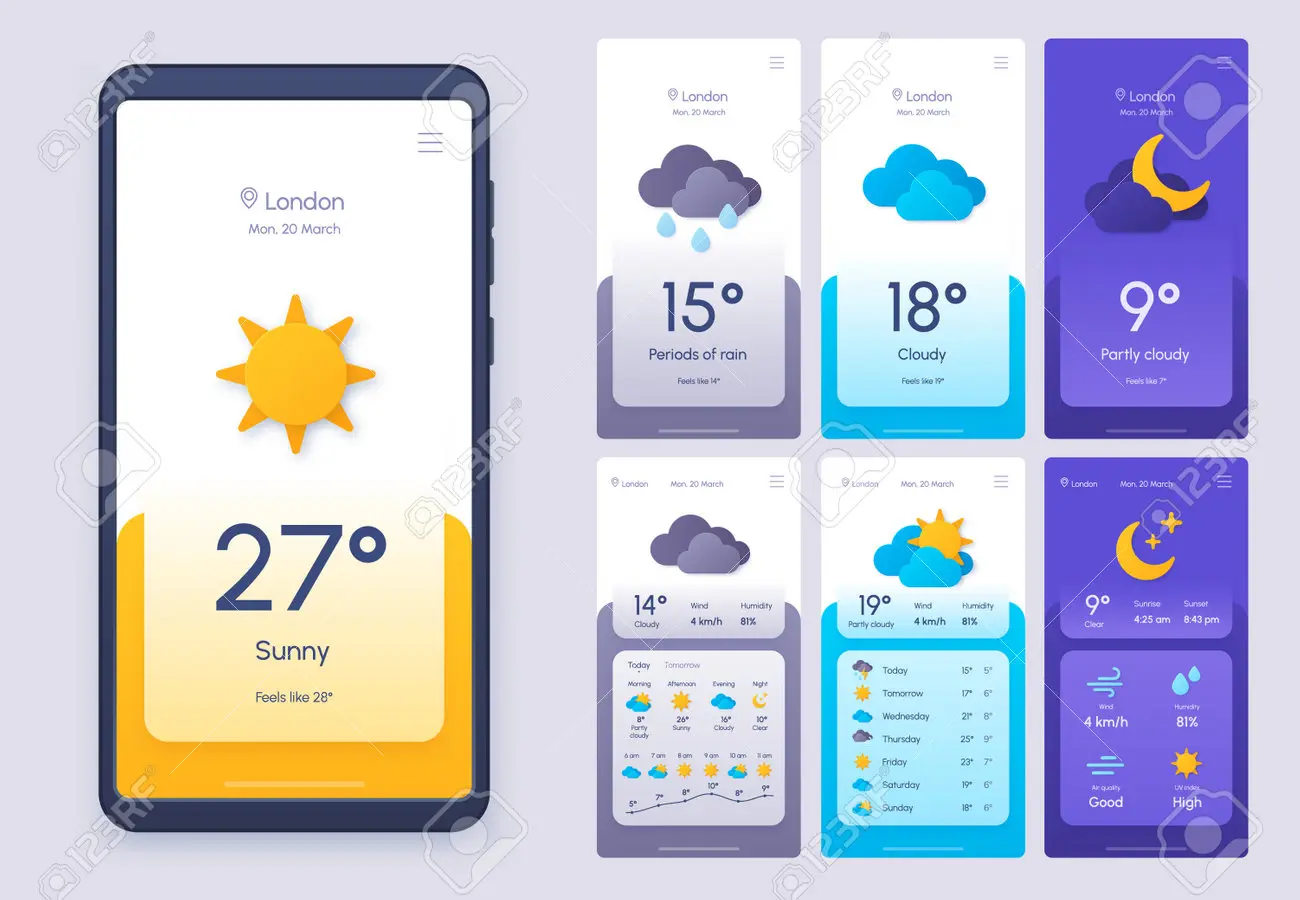 London
Mon, 20 March
27°
Sunny
Feels like 28°
London
Mon, 20 March
15°
Periods of rain
Feels like 14°
London
Mon, 20 March
18°
Cloudy
Feels like 19°
London
Mon, 20 March
9°
Partly cloudy
Feels like 7°
London Mon, 20 March
14° Wind Humidity
Cloudy 4 km/h 81%
Today Tomorrow
Morning Afternoon Evening Night
8° 26° 16° 10°
Partly cloudy Sunny Cloudy Clear
6 am 7 am 8 am 9 am 10 am 11 am
5° 7° 8° 10° 8° 9°
London Mon, 20 March
19° Wind Humidity
Partly cloudy 4 km/h 81%
Today 15° 5°
Tomorrow 17° 6°
Wednesday 21° 8°
Thursday 25° 9°
Friday 23° 7°
Saturday 19° 6°
Sunday 18° 6°
London Mon, 20 March
9° Sunrise Sunset
Clear 4:25 am 8:43 pm
Wind Humidity
4 km/h 81%
Air quality UV index
Good High
123RF
123RF
123RF
123RF
123RF
123RF
123RF